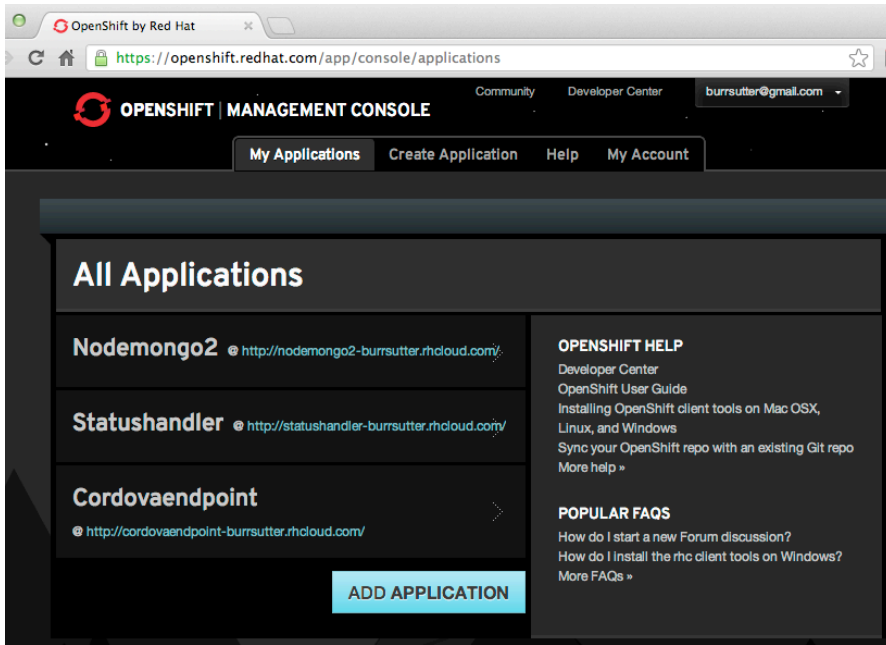 OpenShift by Red Hat
https://openshift.redhat.com/app/console/applications
Community Developer Center burrsutter@gmail.com
OPENSHIFT | MANAGEMENT CONSOLE
My Applications Create Application Help My Account
All Applications
Nodemongo2 @ http://nodemongo2-burrsutter.rhcloud.com/
Statushandler @ http://statushandler-burrsutter.rhcloud.com/
Cordovaendpoint
@ http://cordovaendpoint-burrsutter.rhcloud.com/
ADD APPLICATION
OPENSHIFT HELP
Developer Center
OpenShift User Guide
Installing OpenShift client tools on Mac OSX,
Linux, and Windows
Sync your OpenShift repo with an existing Git repo
More help »
POPULAR FAQS
How do I start a new Forum discussion?
How do I install the rhc client tools on Windows?
More FAQs »